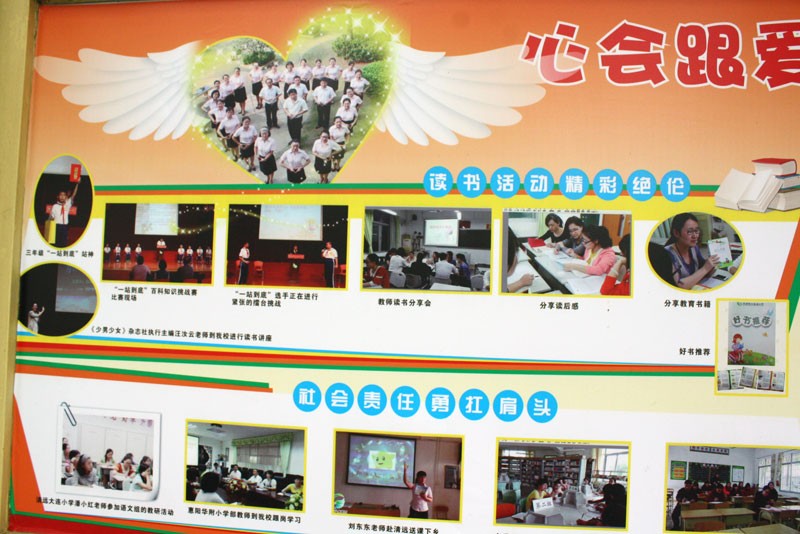 心会跟爱
读书活动精彩绝伦
三年级“一站到底”站神
“一站到底”百科知识挑战赛
比赛现场
“一站到底”选手正在进行
紧张的擂台挑战
教师读书分享会
分享读后感
分享教育书籍
《少男少女》杂志社执行主编汪汝云老师到我校进行读书讲座
好书推荐
社会责任勇扛肩头
清远大连小学潘小红老师参加语文组的教研活动
惠阳华附小学部教师到我校跟岗学习
刘东东老师赴清远送课下乡